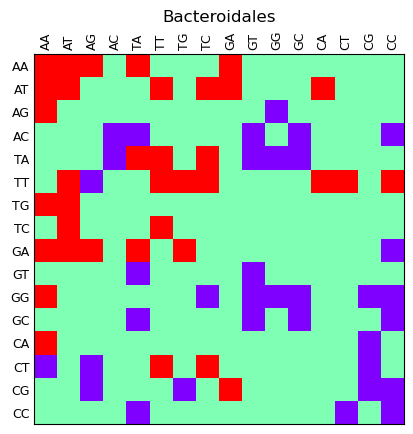 Bacteroidales
AA AT AG AC TA TT TG TC GA GT GG GC CA CT CG CC
AA
AT
AG
AC
TA
TT
TG
TC
GA
GT
GG
GC
CA
CT
CG
CC